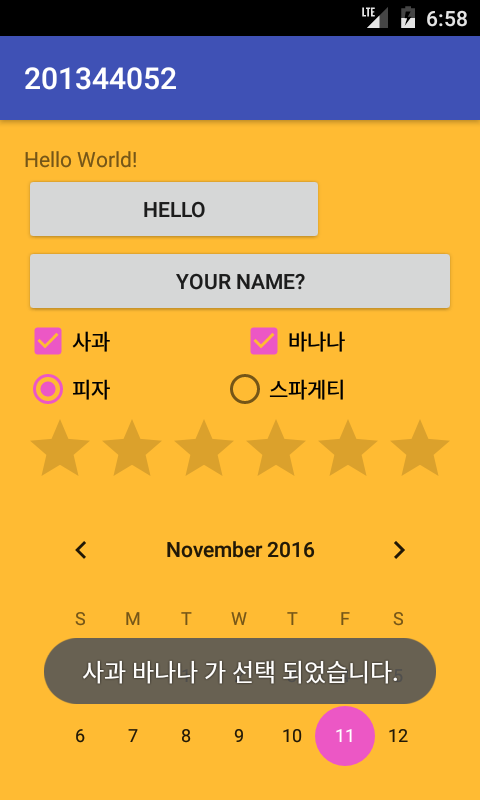 LTE 6:58
201344052
Hello World!
HELLO
YOUR NAME?
사과 바나나
피자 스파게티
November 2016
S M T W T F S
사과 바나나 가 선택 되었습니다.
6 7 8 9 10 11 12